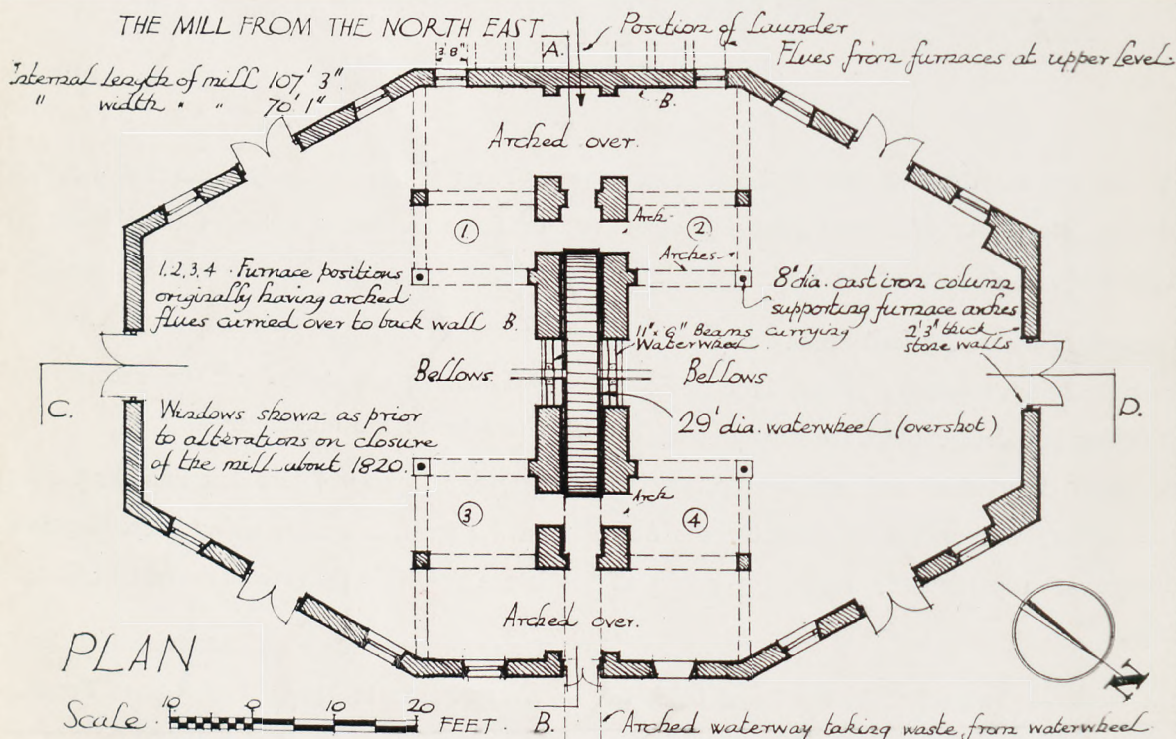 THE MILL FROM THE NORTH EAST
A.
Position of Launder
Flues from furnaces at upper level.
3' 8"
Internal length of mill 107' 3".
" width " " 70' 1"
B.
Arched over.
Arch.
1
2
Arches
1, 2, 3, 4 . Furnace positions
originally having arched
flues carried over to back wall B.
8" dia. cast iron column
supporting furnace arches
11" x 6" Beams carrying
Waterwheel.
2' 3" thick
stone walls
Bellows.
Bellows
C.
D.
Windows shown as prior
to alterations on closure
of the mill about 1820.
29' dia. waterwheel (overshot)
Arch
3
4
Arched over.
PLAN
N
10 0 10 20
Scale. FEET.
B.
Arched waterway taking waste from waterwheel